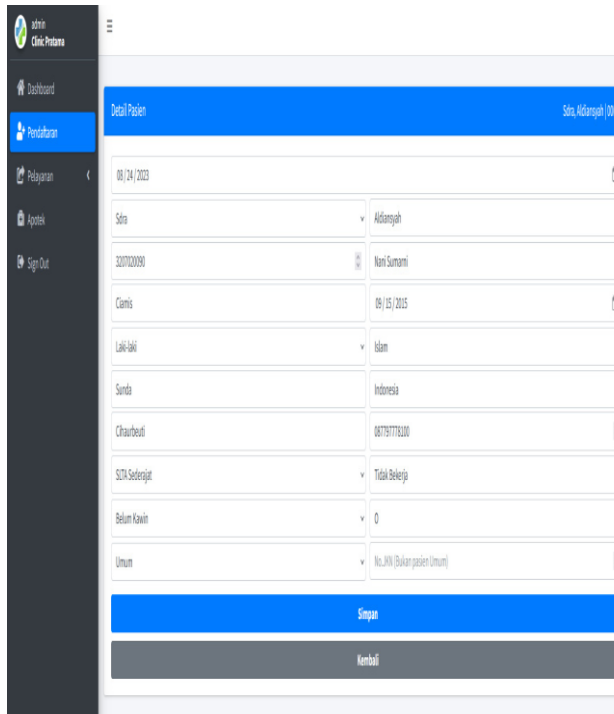 admin
Clinic Pratama
Dashboard
Pendaftaran
Pelayanan
Apotek
Sign Out
Detail Pasien
Sdra, Aldiansyah | 00
08 / 24 / 2023
Sdra
Aldiansyah
3207020090
Nani Sumarni
Ciamis
09 / 15 / 2015
Laki-laki
Islam
Sunda
Indonesia
Cihaurbeuti
087797778100
SLTA Sederajat
Tidak Bekerja
Belum Kawin
O
Umum
No.JKN (Bukan pasien Umum)
Simpan
Kembali